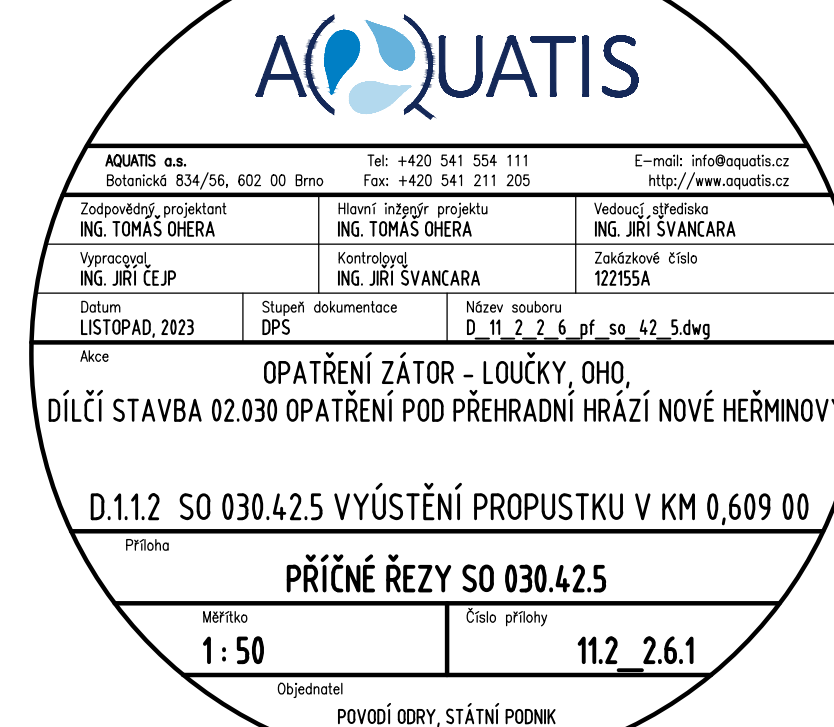 AQUATIS
AQUATIS a.s.
Botanická 834/56, 602 00 Brno
Tel: +420 541 554 111
Fax: +420 541 211 205
E-mail: info@aquatis.cz
http://www.aquatis.cz
Zodpovědný projektant
ING. TOMÁŠ OHERA
Hlavní inženýr projektu
ING. TOMÁŠ OHERA
Vedoucí střediska
ING. JIŘÍ ŠVANCARA
Vypracoval
ING. JIŘÍ ČEJP
Kontroloval
ING. JIŘÍ ŠVANCARA
Zakázkové číslo
122155A
Datum
LISTOPAD, 2023
Stupeň dokumentace
DPS
Název souboru
D_11_2_2_6_pf_so_42_5.dwg
Akce
OPATŘENÍ ZÁTOR - LOUČKY, OHO,
DÍLČÍ STAVBA 02.030 OPATŘENÍ POD PŘEHRADNÍ HRÁZÍ NOVÉ HEŘMINOVY
D.1.1.2 SO 030.42.5 VYÚSTĚNÍ PROPUSTKU V KM 0,609 00
Příloha
PŘÍČNÉ ŘEZY SO 030.42.5
Měřítko
1 : 50
Číslo přílohy
11.2_2.6.1
Objednatel
POVODÍ ODRY, STÁTNÍ PODNIK